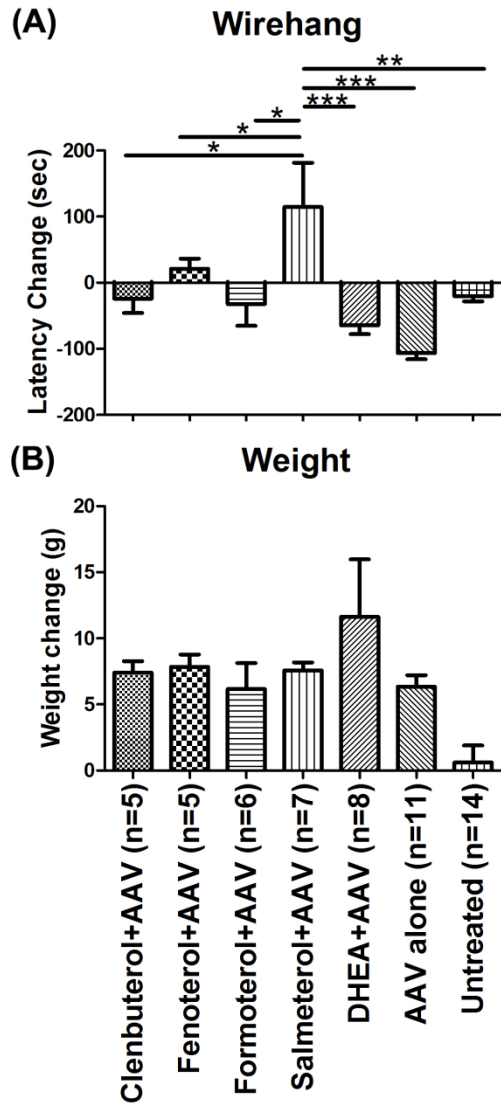 (A) Wirehang
**
***
* ***
*
*
Latency Change (sec)
200
100
0
-100
-200
(B) Weight
Weight change (g)
20
15
10
5
0
Clenbuterol+AAV (n=5)
Fenoterol+AAV (n=5)
Formoterol+AAV (n=6)
Salmeterol+AAV (n=7)
DHEA+AAV (n=8)
AAV alone (n=11)
Untreated (n=14)